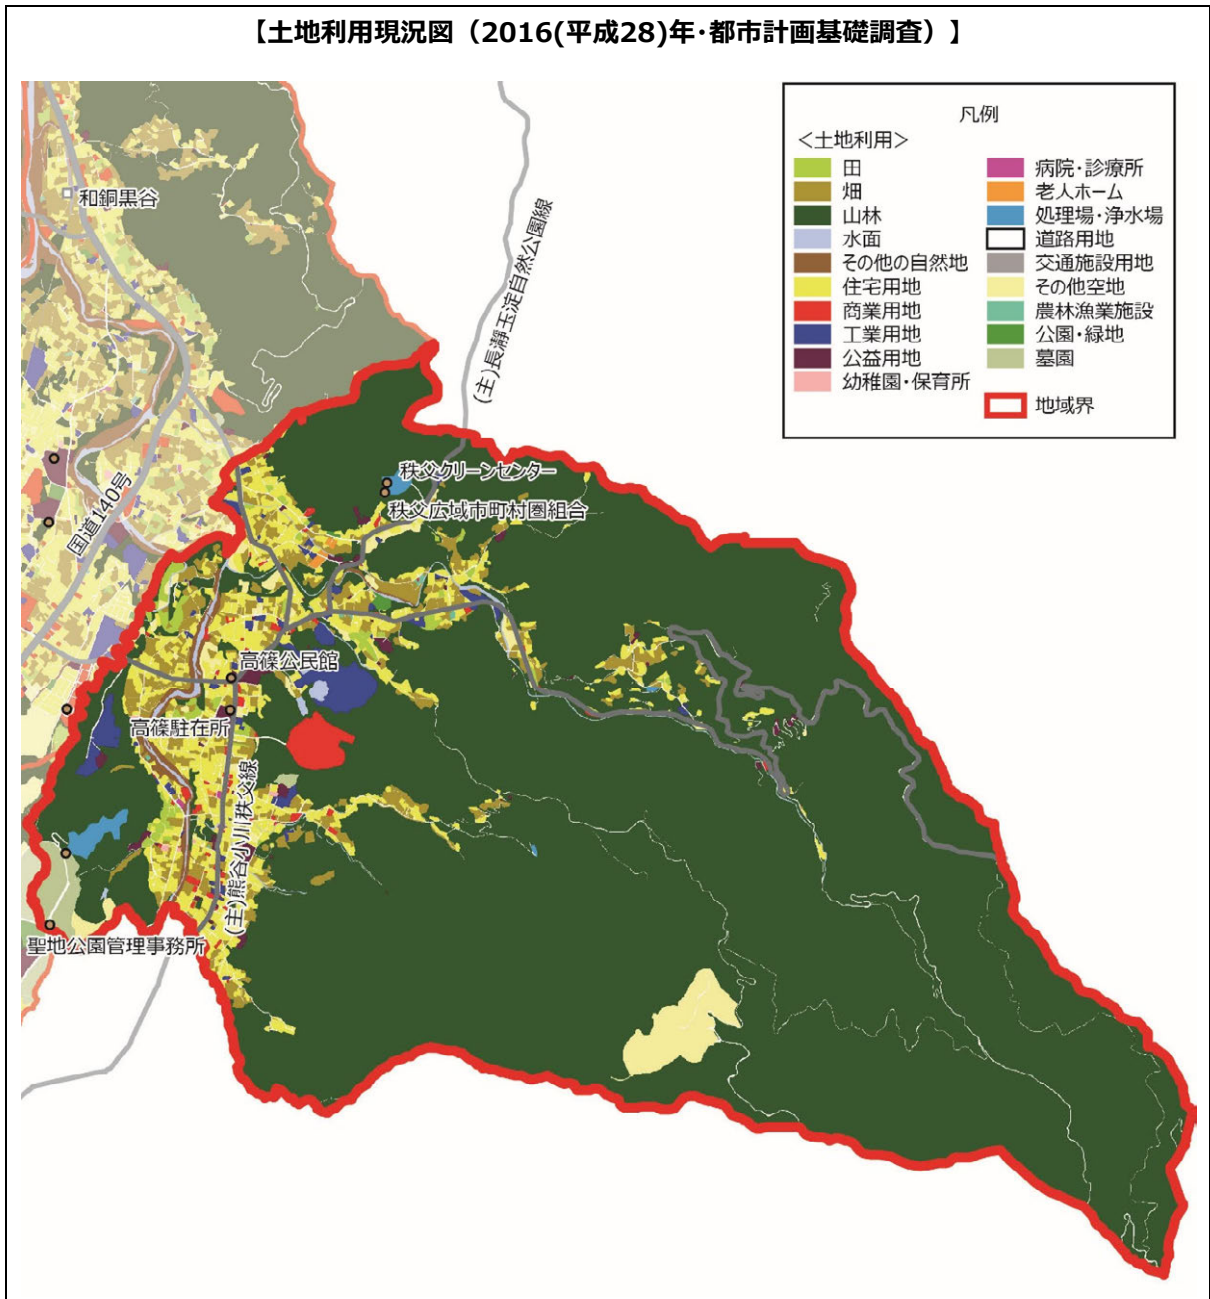 【土地利用現況図（2016(平成28)年・都市計画基礎調査）】
凡例
＜土地利用＞
田
畑
山林
水面
その他の自然地
住宅用地
商業用地
工業用地
公益用地
幼稚園・保育所
病院・診療所
老人ホーム
処理場・浄水場
道路用地
交通施設用地
その他空地
農林漁業施設
公園・緑地
墓園
地域界
和銅黒谷
(主)長瀞玉淀自然公園線
秩父クリーンセンター
秩父広域市町村圏組合
国道140号
高篠公民館
高篠駐在所
(主)熊谷小川秩父線
聖地公園管理事務所